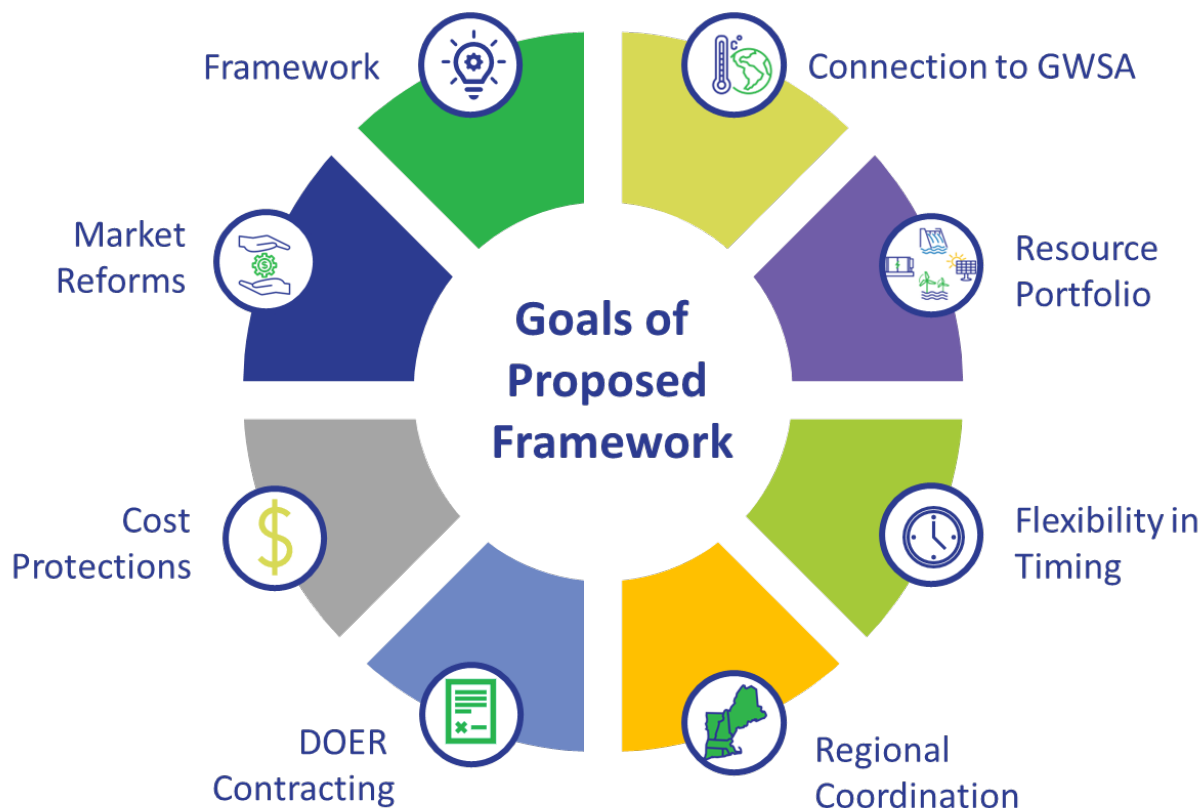 Framework
Connection to GWSA
Market
Reforms
Resource
Portfolio
Goals of
Proposed
Framework
Cost
Protections
Flexibility in
Timing
DOER
Contracting
Regional
Coordination
C°
$
$